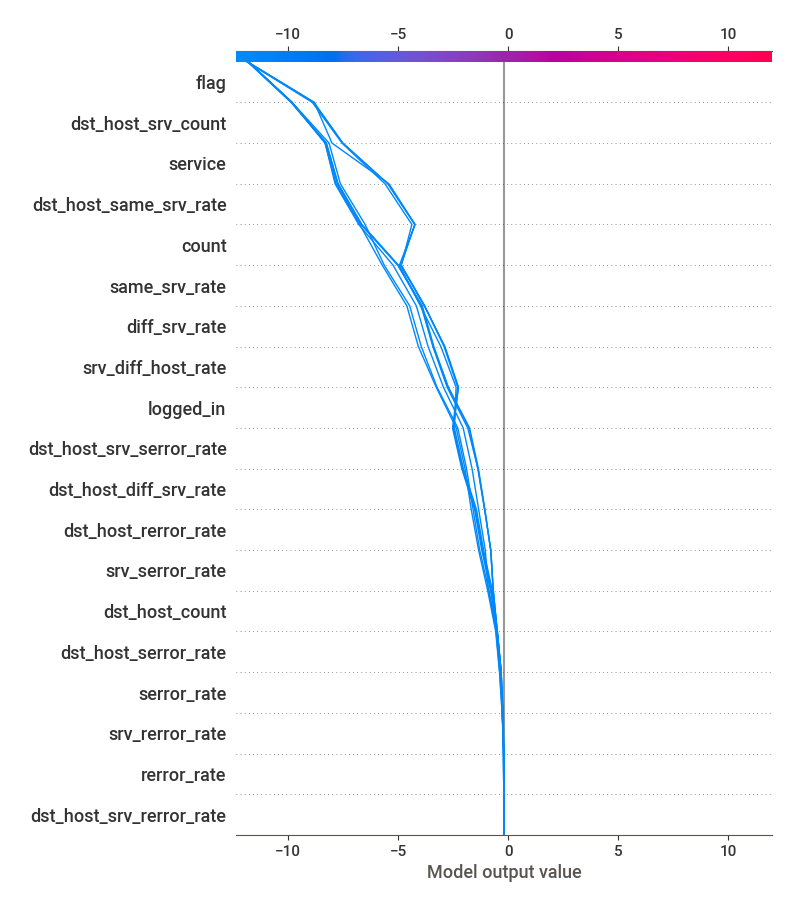 −10 −5 0 5 10
flag
dst_host_srv_count
service
dst_host_same_srv_rate
count
same_srv_rate
diff_srv_rate
srv_diff_host_rate
logged_in
dst_host_srv_serror_rate
dst_host_diff_srv_rate
dst_host_rerror_rate
srv_serror_rate
dst_host_count
dst_host_serror_rate
serror_rate
srv_rerror_rate
rerror_rate
dst_host_srv_rerror_rate
−10 −5 0 5 10
Model output value